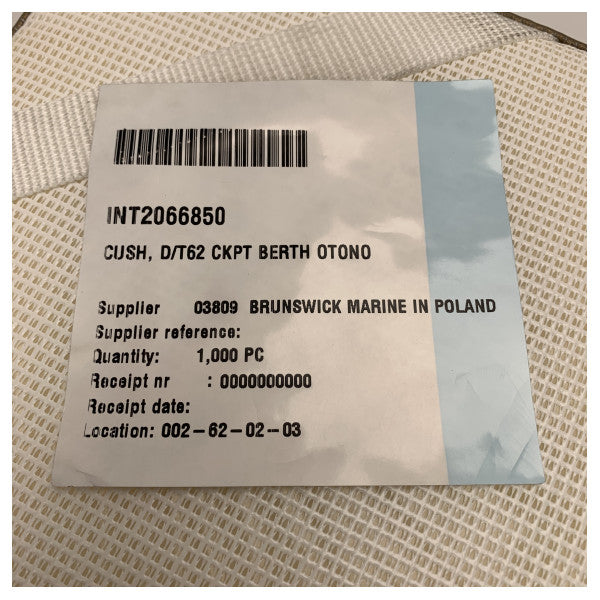 INT2066850
CUSH, D/T62 CKPT BERTH OTONO
Supplier 03809 BRUNSWICK MARINE IN POLAND
Supplier reference:
Quantity: 1,000 PC
Receipt nr : 0000000000
Receipt date:
Location: 002-62-02-03